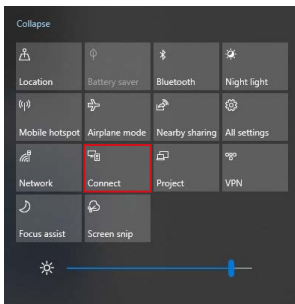 Collapse
Location Battery saver Bluetooth Night light
Mobile hotspot Airplane mode Nearby sharing All settings
Network Connect Project VPN
Focus assist Screen snip